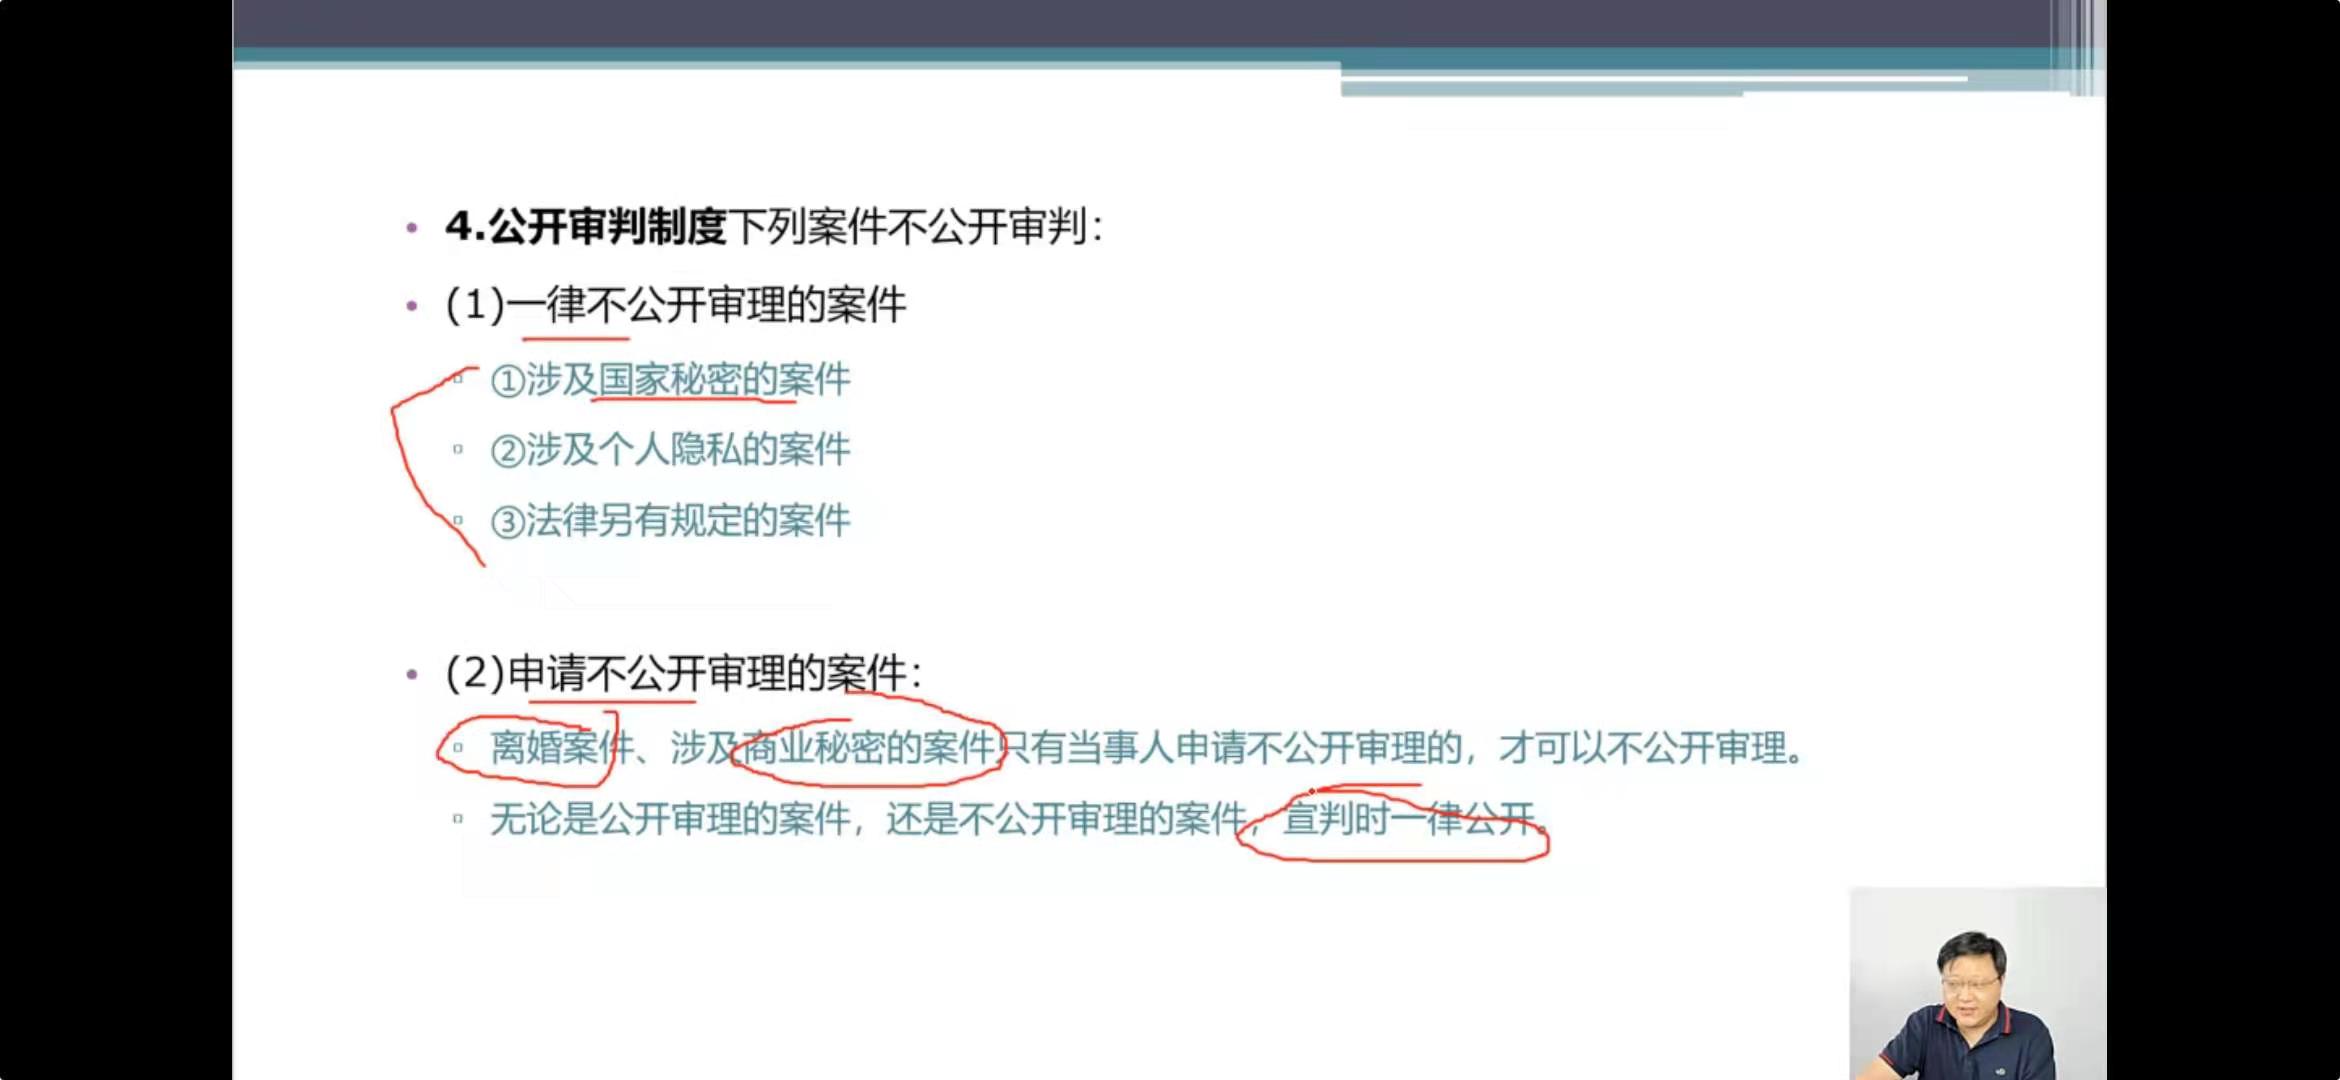 4.公开审判制度下列案件不公开审判：
(1)一律不公开审理的案件
①涉及国家秘密的案件
②涉及个人隐私的案件
③法律另有规定的案件
(2)申请不公开审理的案件：
离婚案件、涉及商业秘密的案件只有当事人申请不公开审理的，才可以不公开审理。
无论是公开审理的案件，还是不公开审理的案件，宣判时一律公开。